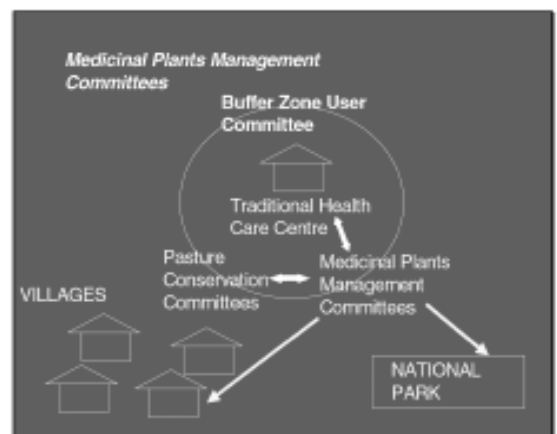 Medicinal Plants Management
Committees
Buffer Zone User
Committee
Traditional Health
Care Centre
Pasture
Conservation
Committees
Medicinal Plants
Management
Committees
VILLAGES
NATIONAL
PARK